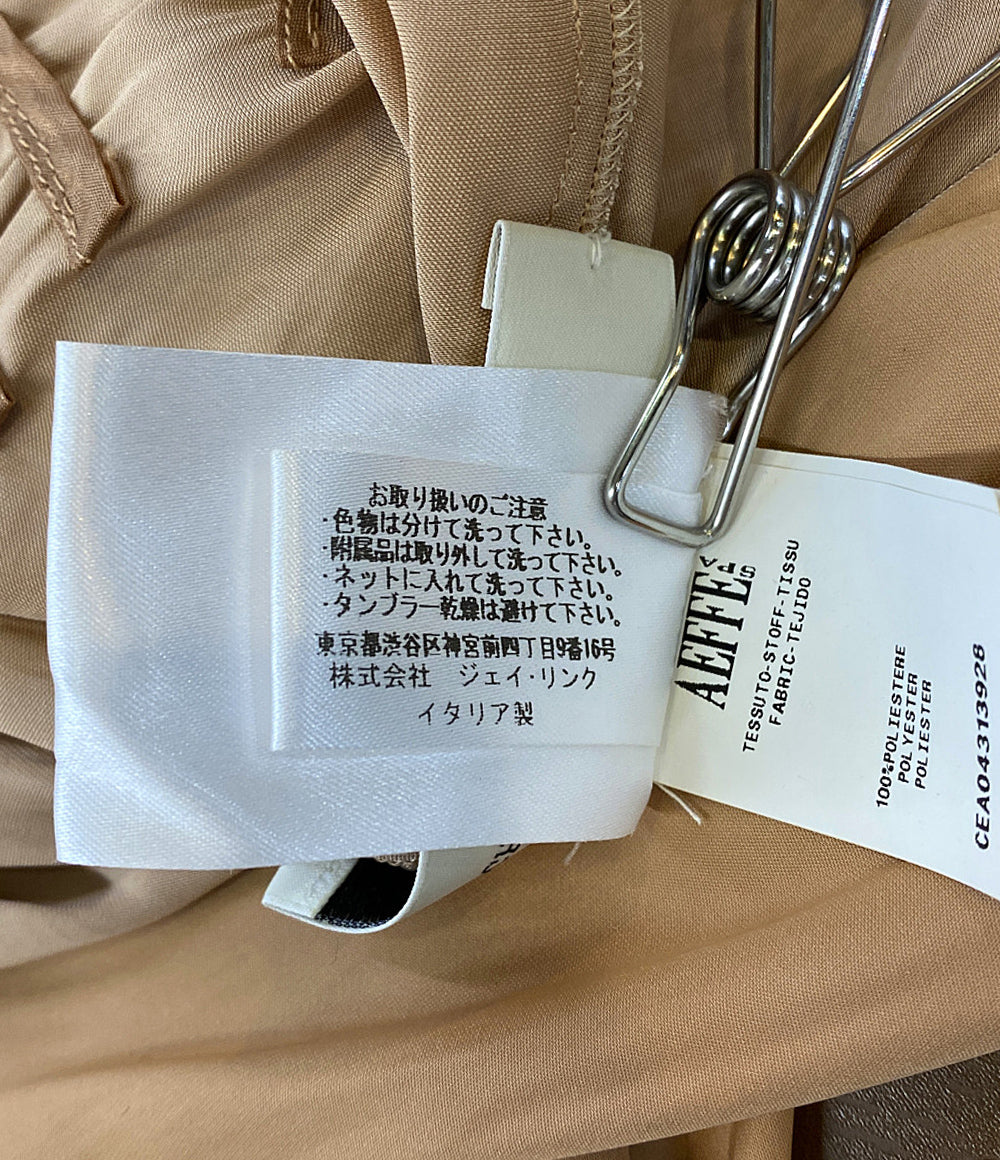 お取り扱いのご注意
・色物は分けて洗って下さい。
・附属品は取り外して洗って下さい。
・ネットに入れて洗って下さい。
・タンブラー乾燥は避けて下さい。
東京都渋谷区神宮前四丁目9番16号
株式会社　ジェイ・リンク
イタリア製
AEFFE SPA
TESSUTO-STOFF-TISSU
FABRIC-TEJIDO
100%POLIESTERE
POLYESTER
POLIESTER
CEA04313928